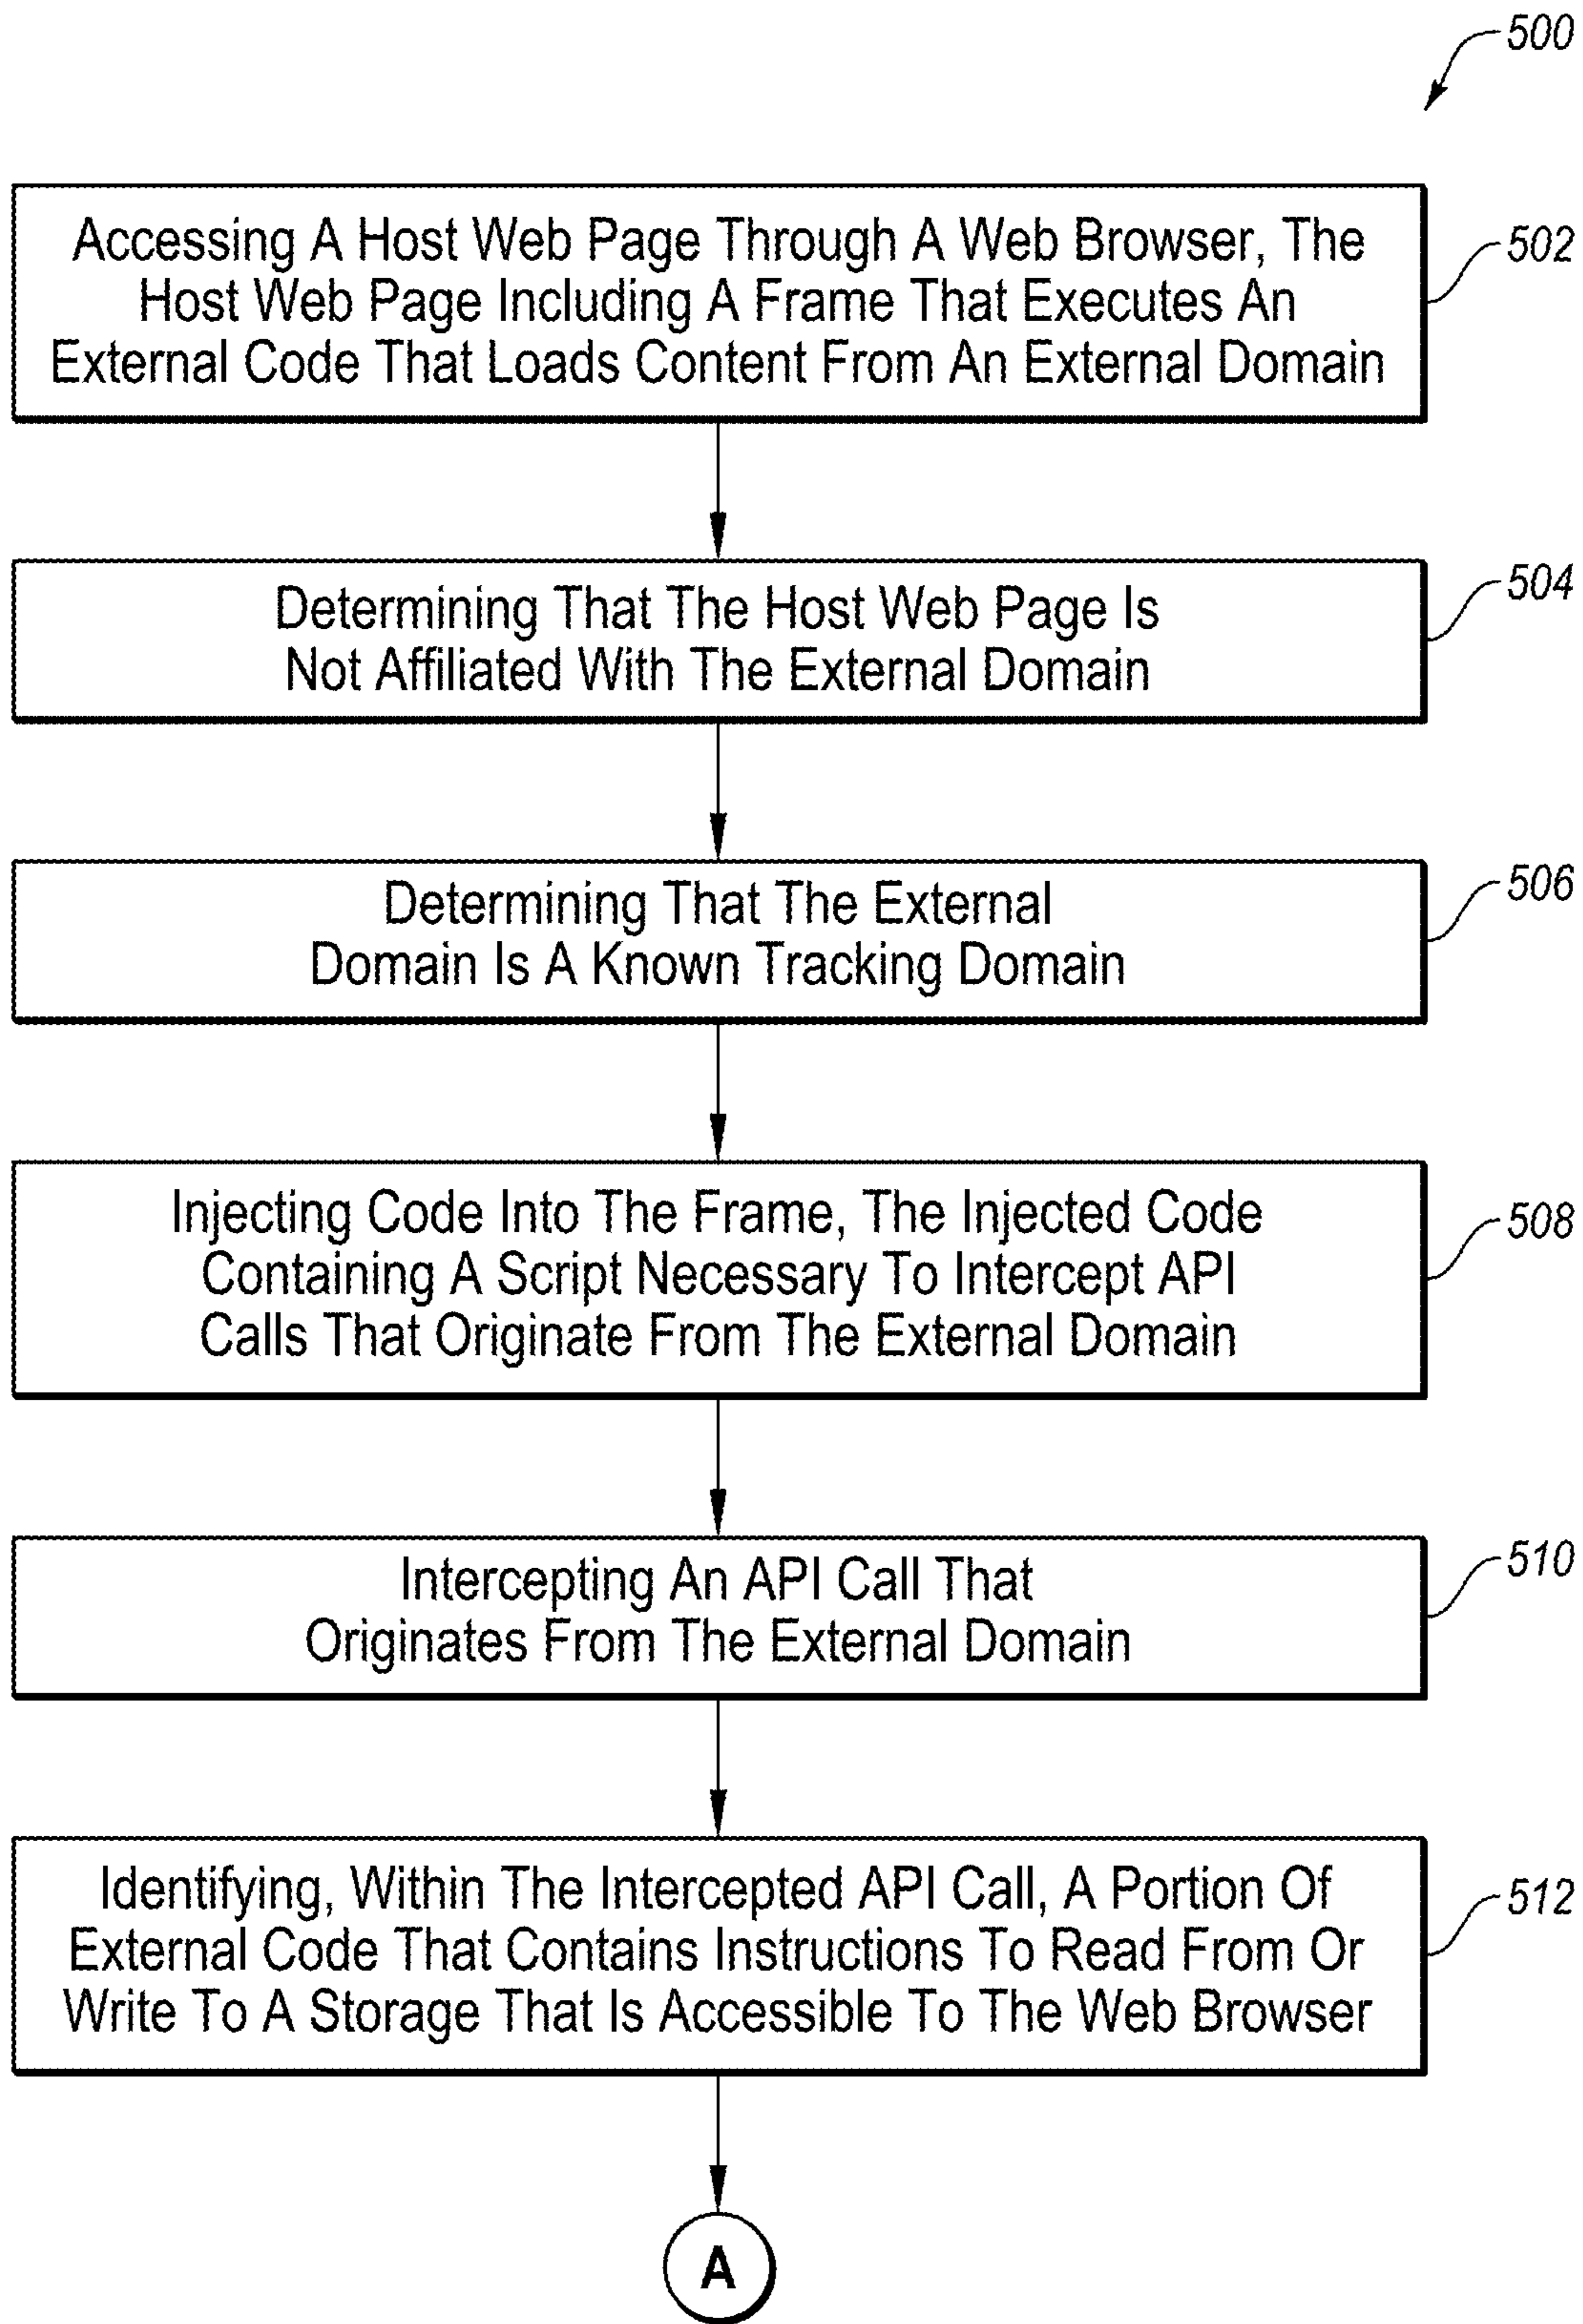 500
Accessing A Host Web Page Through A Web Browser, The
Host Web Page Including A Frame That Executes An
External Code That Loads Content From An External Domain
502
Determining That The Host Web Page Is
Not Affiliated With The External Domain
504
Determining That The External
Domain Is A Known Tracking Domain
506
Injecting Code Into The Frame, The Injected Code
Containing A Script Necessary To Intercept API
Calls That Originate From The External Domain
508
Intercepting An API Call That
Originates From The External Domain
510
Identifying, Within The Intercepted API Call, A Portion Of
External Code That Contains Instructions To Read From Or
Write To A Storage That Is Accessible To The Web Browser
512
A